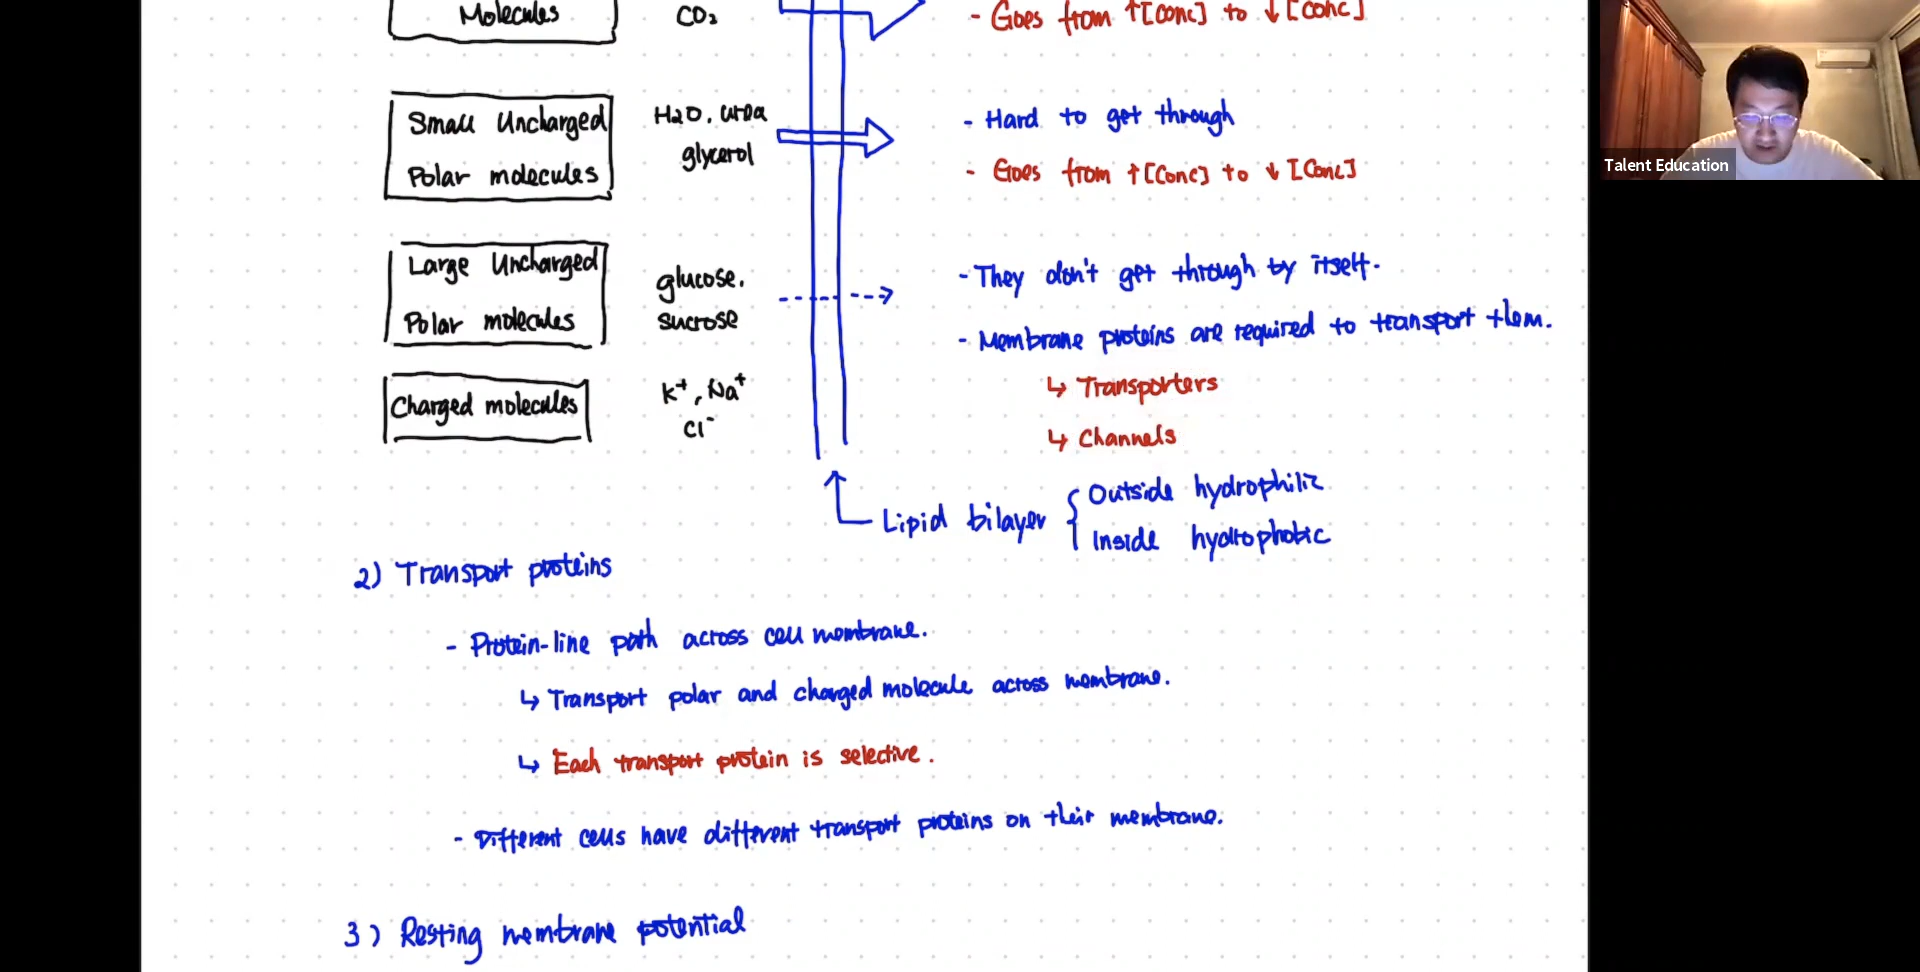 Molecules CO₂ - Goes from ↑[Conc] to ↓[Conc]
Small Uncharged H2O, urea - Hard to get through
Polar molecules glycerol - Goes from ↑[Conc] to ↓[Conc]
Talent Education
Large Uncharged glucose. - They don't get through by itself.
Polar molecules sucrose - Membrane proteins are required to transport them.
Charged molecules K⁺, Na⁺ ↳ Transporters
Cl⁻ ↳ Channels
Lipid bilayer { Outside hydrophilic
Inside hydrophobic
2) Transport proteins
- Protein-line path across cell membrane.
↳ Transport polar and charged molecule across membrane.
↳ Each transport protein is selective.
- Different cells have different transport proteins on their membrane.
3) Resting membrane potential